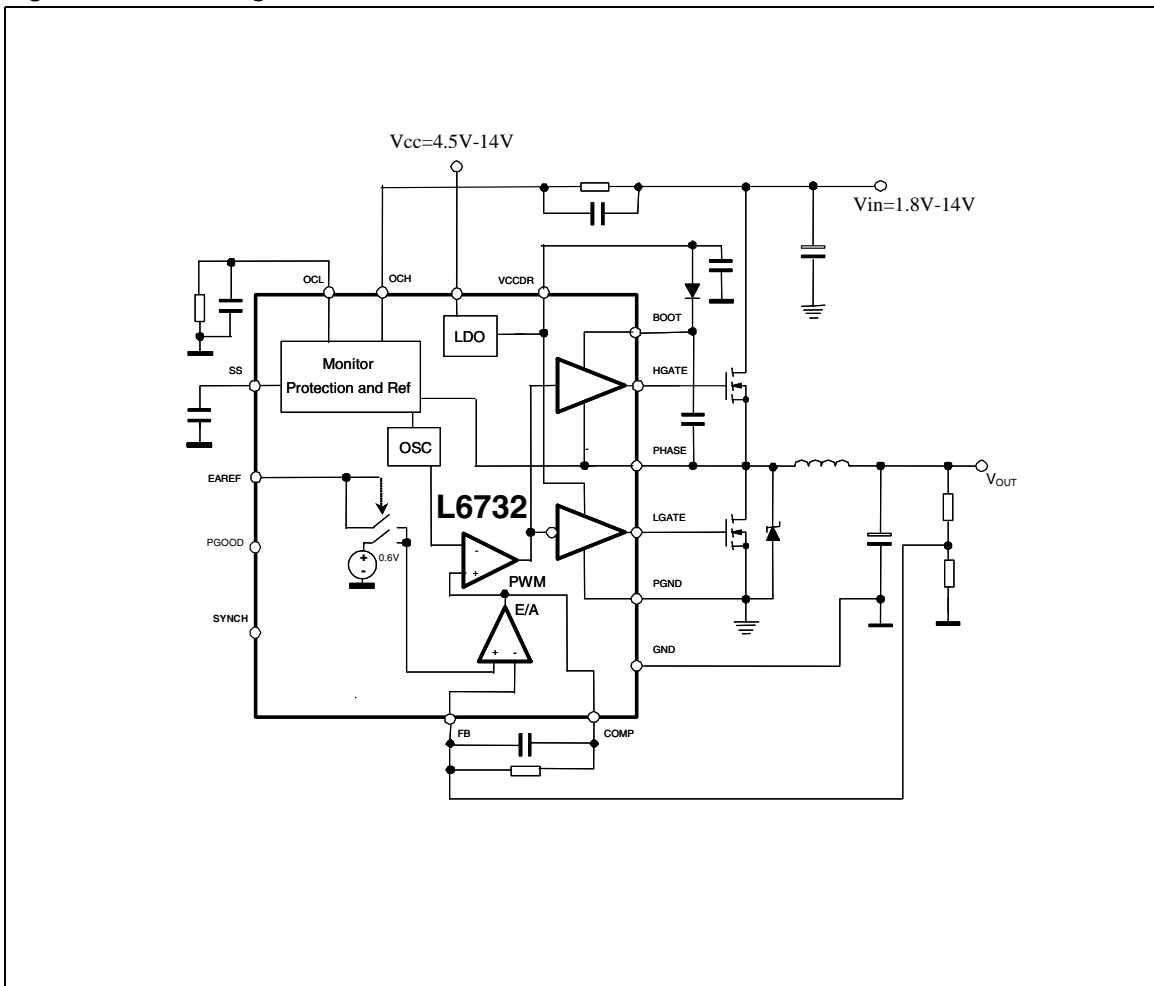 Vcc=4.5V-14V
Vin=1.8V-14V
OCL
OCH
VCCDR
BOOT
LDO
Monitor
Protection and Ref
HGATE
SS
OSC
PHASE
EAREF
VOUT
L6732
LGATE
PGOOD
+
-
0.6V
-
+
PWM
PGND
E/A
SYNCH
+ -
GND
FB
COMP